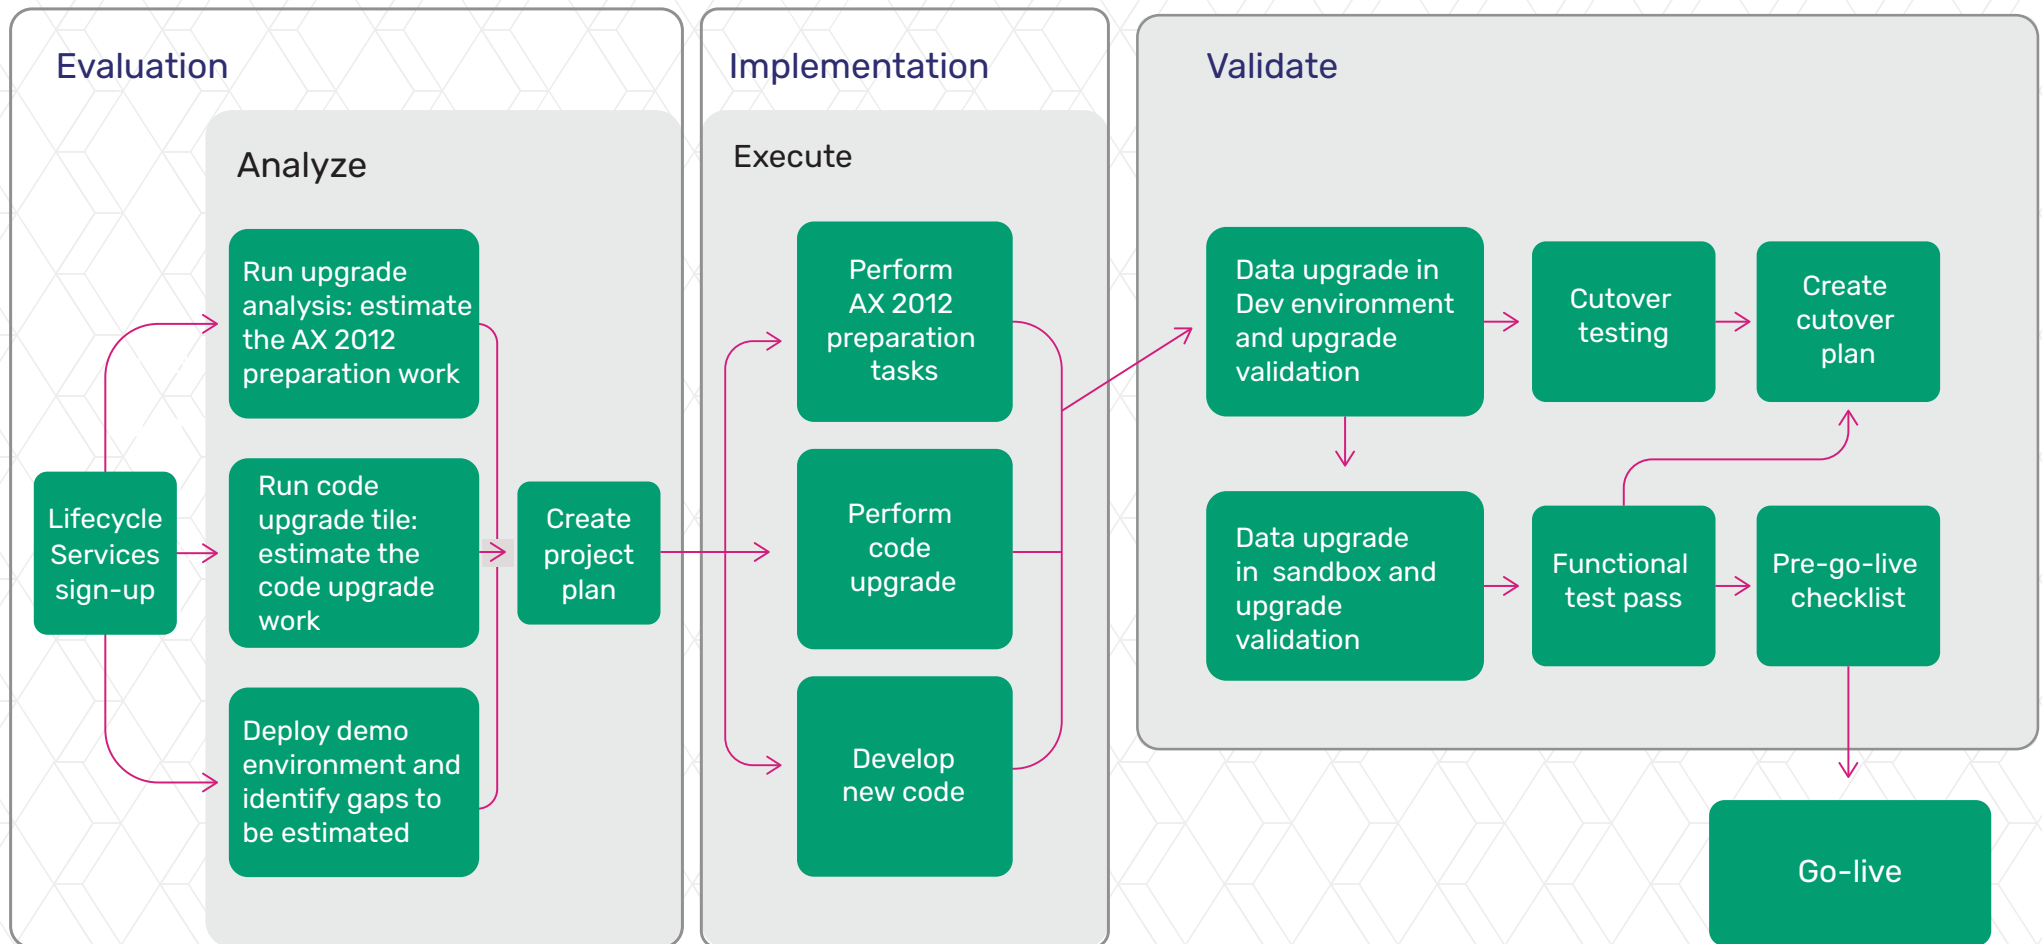 Evaluation
Analyze
Lifecycle
Services
sign-up
Run upgrade
analysis: estimate
the AX 2012
preparation work
Run code
upgrade tile:
estimate the
code upgrade
work
Deploy demo
environment and
identify gaps to
be estimated
Create
project
plan
Implementation
Execute
Perform
AX 2012
preparation
tasks
Perform
code
upgrade
Develop
new code
Validate
Data upgrade in
Dev environment
and upgrade
validation
Cutover
testing
Create
cutover
plan
Data upgrade
in sandbox and
upgrade
validation
Functional
test pass
Pre-go-live
checklist
Go-live